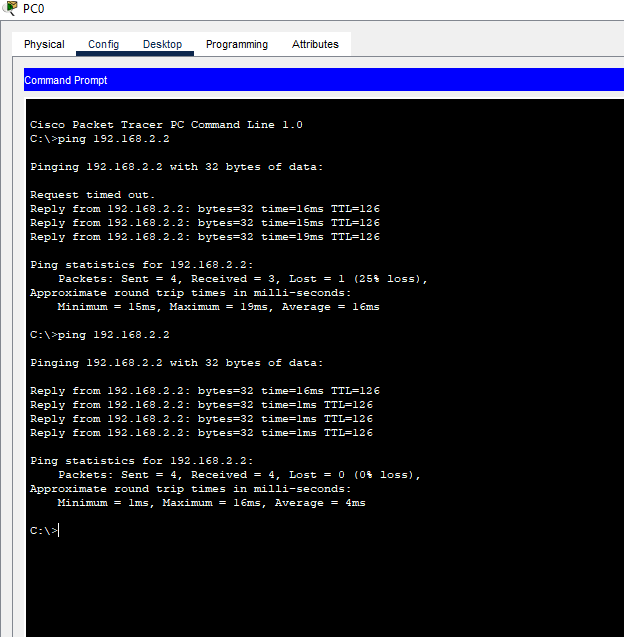 PC0
Physical Config Desktop Programming Attributes
Command Prompt
Cisco Packet Tracer PC Command Line 1.0
C:\>ping 192.168.2.2
Pinging 192.168.2.2 with 32 bytes of data:
Request timed out.
Reply from 192.168.2.2: bytes=32 time=16ms TTL=126
Reply from 192.168.2.2: bytes=32 time=15ms TTL=126
Reply from 192.168.2.2: bytes=32 time=19ms TTL=126
Ping statistics for 192.168.2.2:
Packets: Sent = 4, Received = 3, Lost = 1 (25% loss),
Approximate round trip times in milli-seconds:
Minimum = 15ms, Maximum = 19ms, Average = 16ms
C:\>ping 192.168.2.2
Pinging 192.168.2.2 with 32 bytes of data:
Reply from 192.168.2.2: bytes=32 time=16ms TTL=126
Reply from 192.168.2.2: bytes=32 time=1ms TTL=126
Reply from 192.168.2.2: bytes=32 time=1ms TTL=126
Reply from 192.168.2.2: bytes=32 time=1ms TTL=126
Ping statistics for 192.168.2.2:
Packets: Sent = 4, Received = 4, Lost = 0 (0% loss),
Approximate round trip times in milli-seconds:
Minimum = 1ms, Maximum = 16ms, Average = 4ms
C:\>